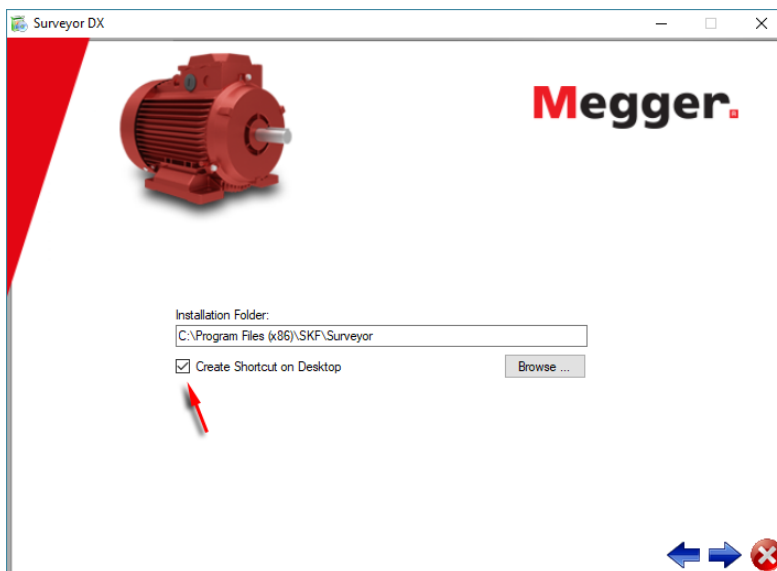 Surveyor DX
Megger.
Installation Folder:
C:\Program Files (x86)\SKF\Surveyor
Create Shortcut on Desktop
Browse ...